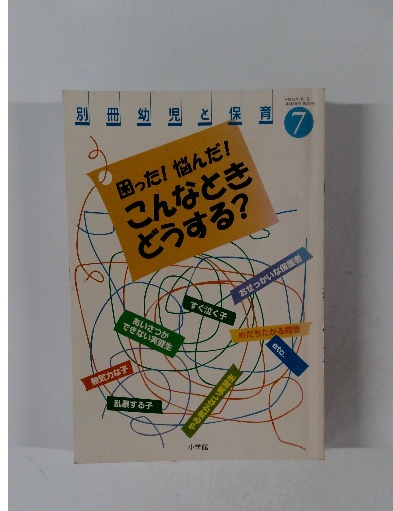 別冊幼児と保育
7
困った!悩んだ!
こんなとき
どうする?
おせっかいな保護者
すぐ泣く子
あいさつが
できない実習生
めだちたがる同僚
etc.
無気力な子
乱暴する子
やる気がない実習生
小学館